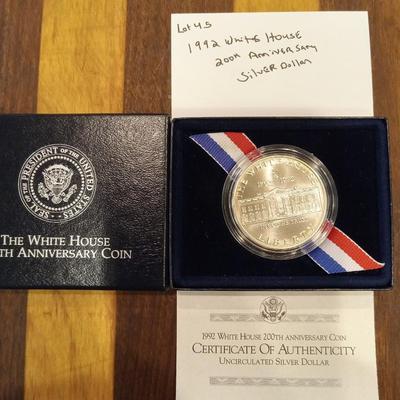 Lot 45
1992 White House
200th Anniversary
Silver Dollar
SEAL OF THE PRESIDENT OF THE UNITED STATES
THE WHITE HOUSE
TH ANNIVERSARY COIN
THE WHITE HOUSE
LIBERTY
1992 WHITE HOUSE 200TH ANNIVERSARY COIN
CERTIFICATE OF AUTHENTICITY
UNCIRCULATED SILVER DOLLAR